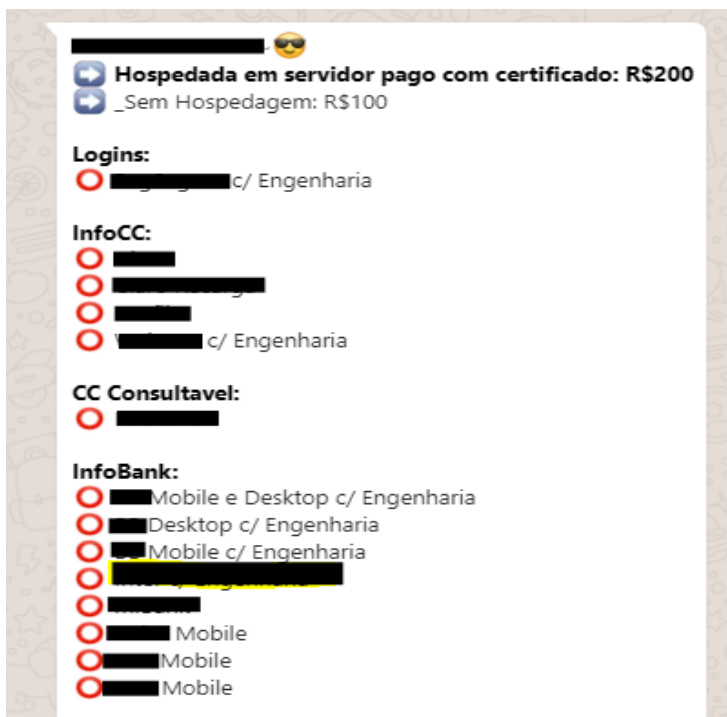 Hospedada em servidor pago com certificado: R$200
_Sem Hospedagem: R$100
Logins:
c/ Engenharia
InfoCC:
c/ Engenharia
CC Consultavel:
InfoBank:
Mobile e Desktop c/ Engenharia
Desktop c/ Engenharia
Mobile c/ Engenharia
Mobile
Mobile
Mobile